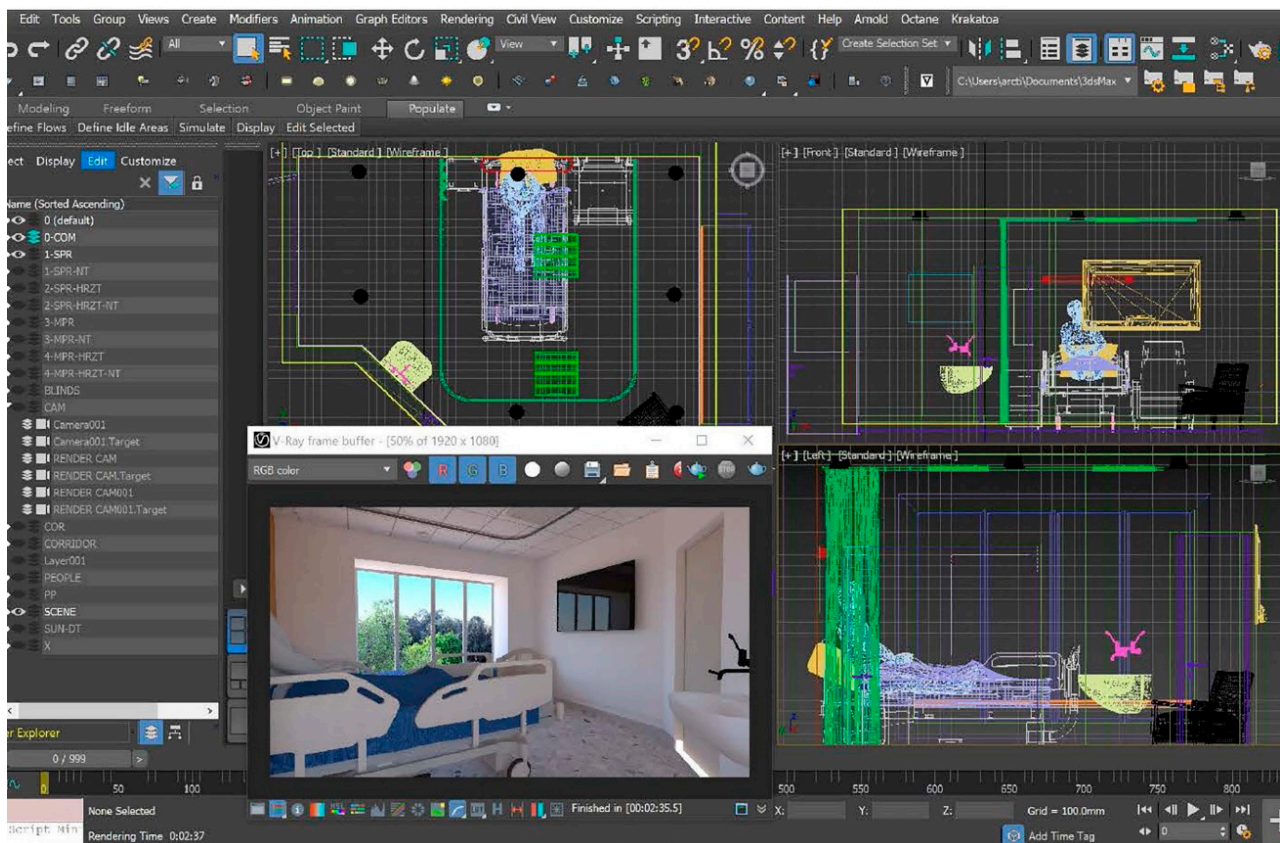 Edit Tools Group Views Create Modifiers Animation Graph Editors Rendering Civil View Customize Scripting Interactive Content Help Arnold Octane Krakatoa
All View Create Selection Set
C:\Users\arctı\Documents\3dsMax
Modeling Freeform Selection Object Paint Populate
efine Flows Define Idle Areas Simulate Display Edit Selected
ect Display Edit Customize
Name (Sorted Ascending)
0 (default)
0-COM
1-SPR
1-SPR-NT
2-SPR-HRZT
2-SPR-HRZT-NT
3-MPR
3-MPR-NT
4-MPR-HRZT
4-MPR-HRZT-NT
BLINDS
CAM
Camera001
Camera001.Target
RENDER CAM
RENDER CAM.Target
RENDER CAM001
RENDER CAM001.Target
COR
CORRIDOR
Layer001
PEOPLE
PP
SCENE
SUN-DT
X
er Explorer
0 / 999
[+] [Top ] [Standard ] [Wireframe ]
[+] [Front ] [Standard ] [Wireframe ]
[+] [Left ] [Standard ] [Wireframe ]
V-Ray frame buffer - [50% of 1920 x 1080]
RGB color R G B STOP
Finished in [00:02:35.5]
0 50 100 500 550 600 650 700 750 800
None Selected X: Y: Z: Grid = 100.0mm
Script Min
Rendering Time 0:02:37 Add Time Tag 0